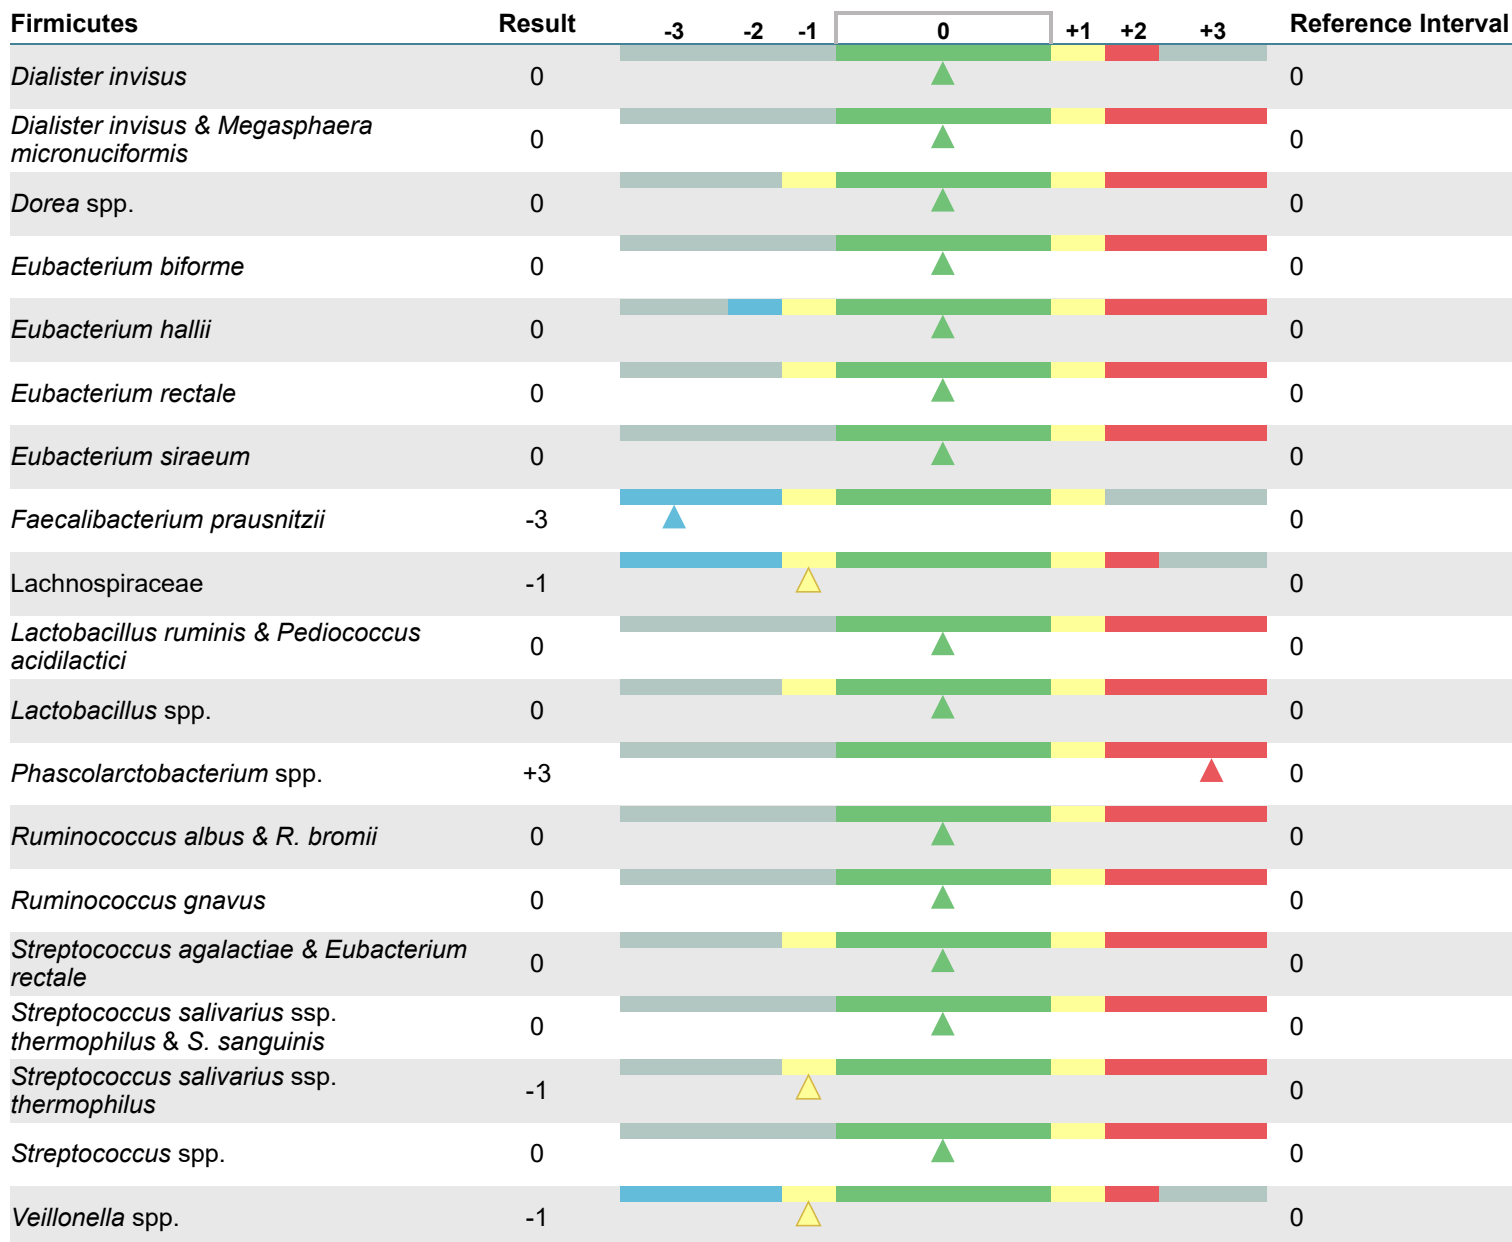 Firmicutes Result -3 -2 -1 0 +1 +2 +3 Reference Interval
Dialister invisus 0 0
Dialister invisus & Megasphaera
micronuciformis 0 0
Dorea spp. 0 0
Eubacterium biforme 0 0
Eubacterium hallii 0 0
Eubacterium rectale 0 0
Eubacterium siraeum 0 0
Faecalibacterium prausnitzii -3 0
Lachnospiraceae -1 0
Lactobacillus ruminis & Pediococcus
acidilactici 0 0
Lactobacillus spp. 0 0
Phascolarctobacterium spp. +3 0
Ruminococcus albus & R. bromii 0 0
Ruminococcus gnavus 0 0
Streptococcus agalactiae & Eubacterium
rectale 0 0
Streptococcus salivarius ssp.
thermophilus & S. sanguinis 0 0
Streptococcus salivarius ssp.
thermophilus -1 0
Streptococcus spp. 0 0
Veillonella spp. -1 0